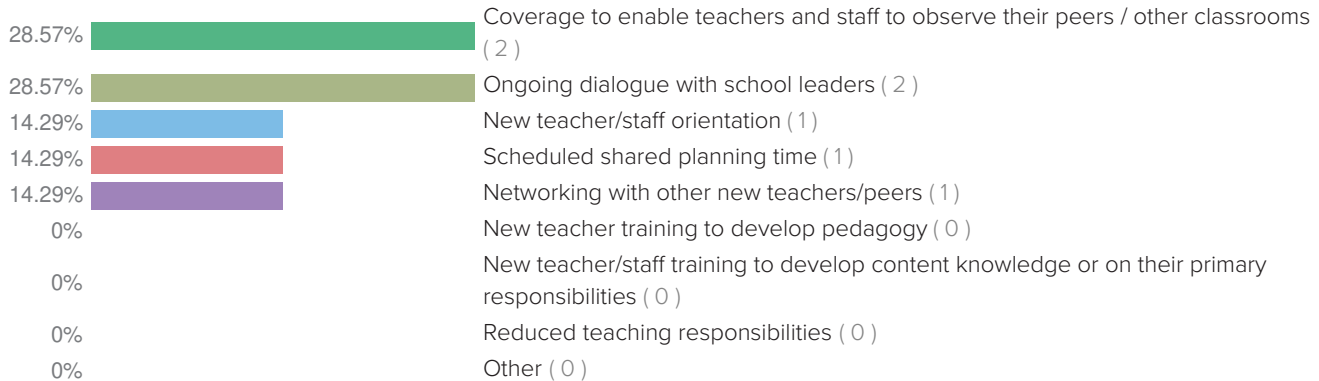 28.57% Coverage to enable teachers and staff to observe their peers / other classrooms
( 2 )
28.57% Ongoing dialogue with school leaders ( 2 )
14.29% New teacher/staff orientation ( 1 )
14.29% Scheduled shared planning time ( 1 )
14.29% Networking with other new teachers/peers ( 1 )
0% New teacher training to develop pedagogy ( 0 )
0% New teacher/staff training to develop content knowledge or on their primary
responsibilities ( 0 )
0% Reduced teaching responsibilities ( 0 )
0% Other ( 0 )